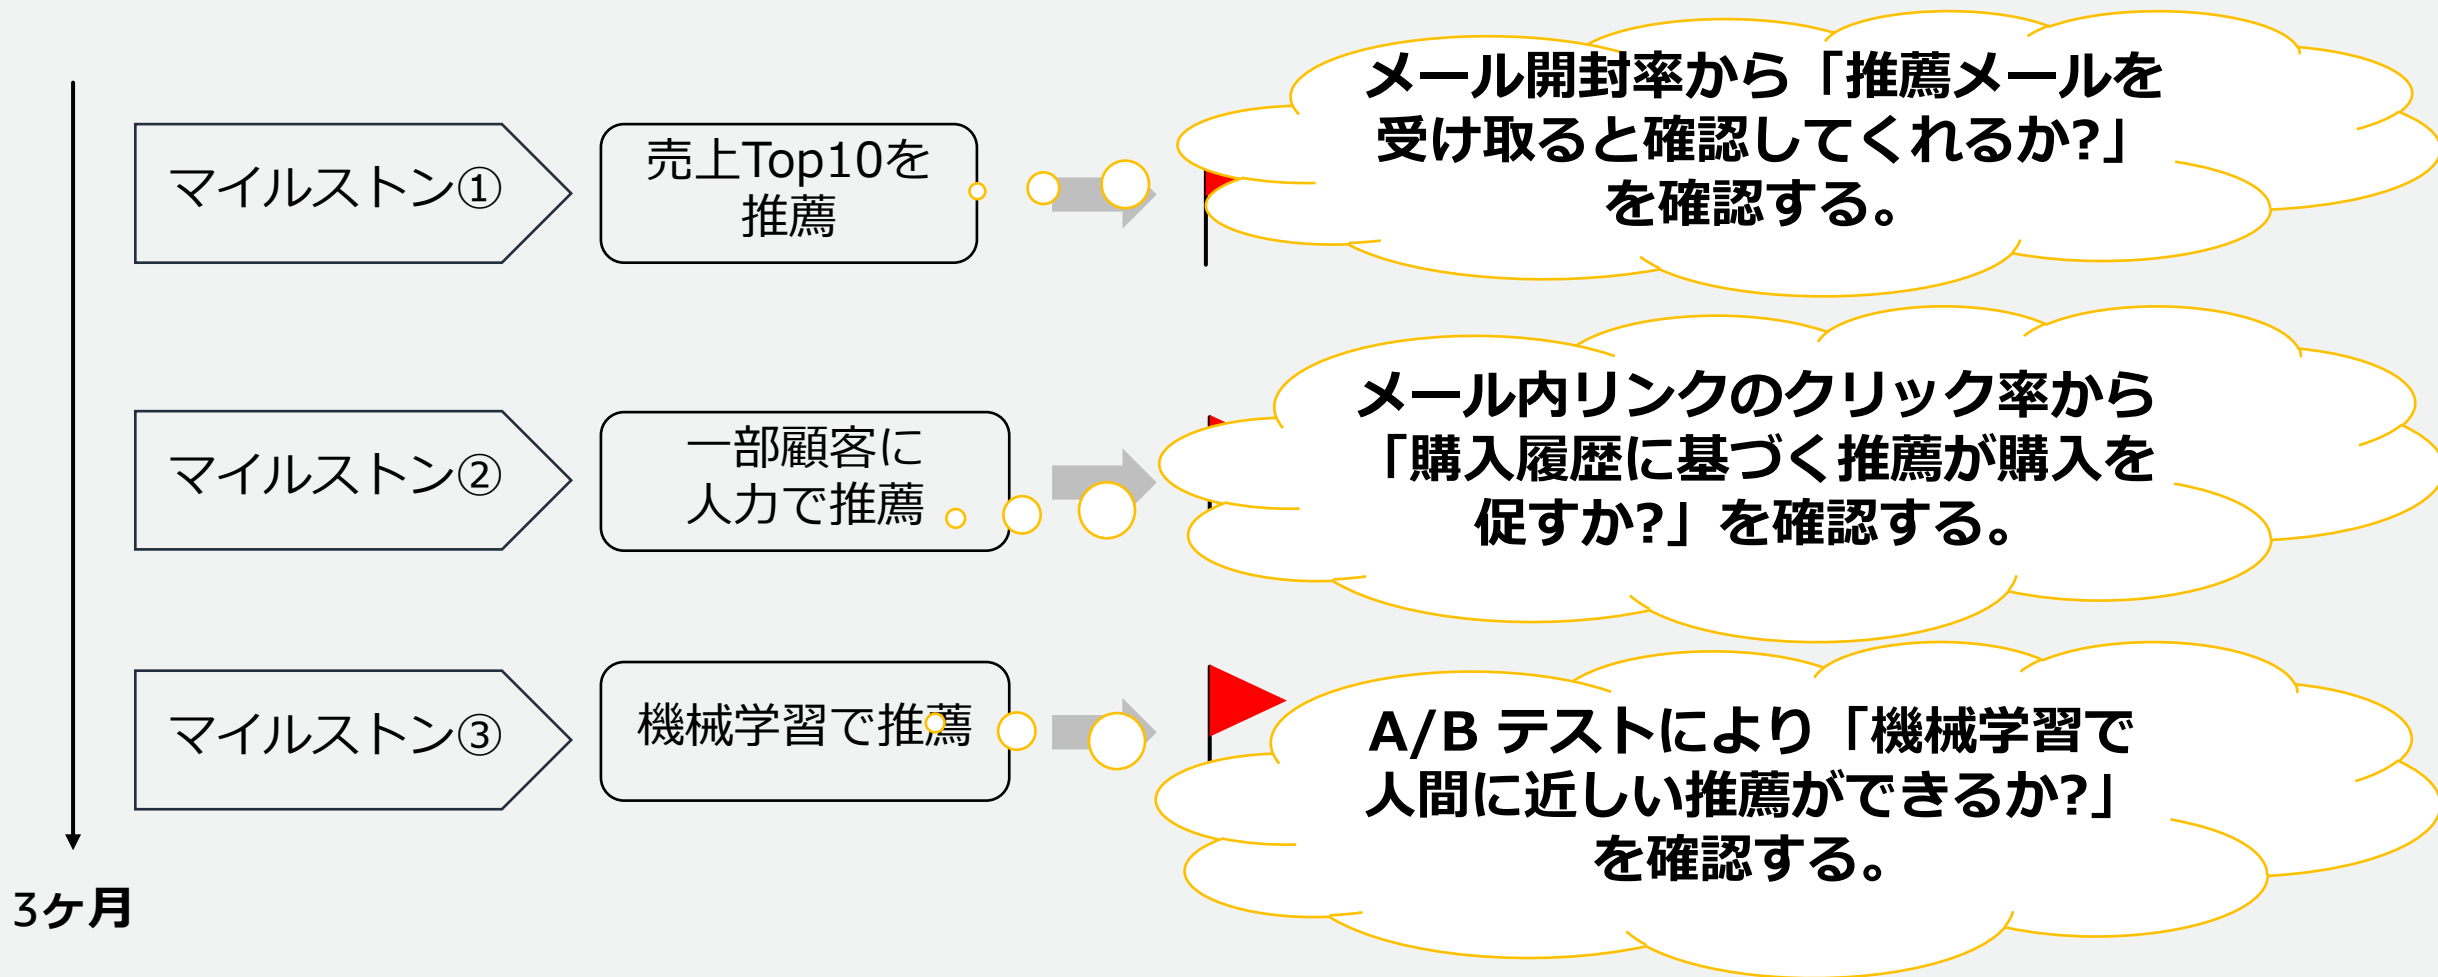 マイルストン①
売上Top10を
推薦
メール開封率から「推薦メールを
受け取ると確認してくれるか?」
を確認する。
マイルストン②
一部顧客に
人力で推薦
メール内リンクのクリック率から
「購入履歴に基づく推薦が購入を
促すか?」を確認する。
マイルストン③
機械学習で推薦
A/B テストにより「機械学習で
人間に近しい推薦ができるか?」
を確認する。
3ヶ月